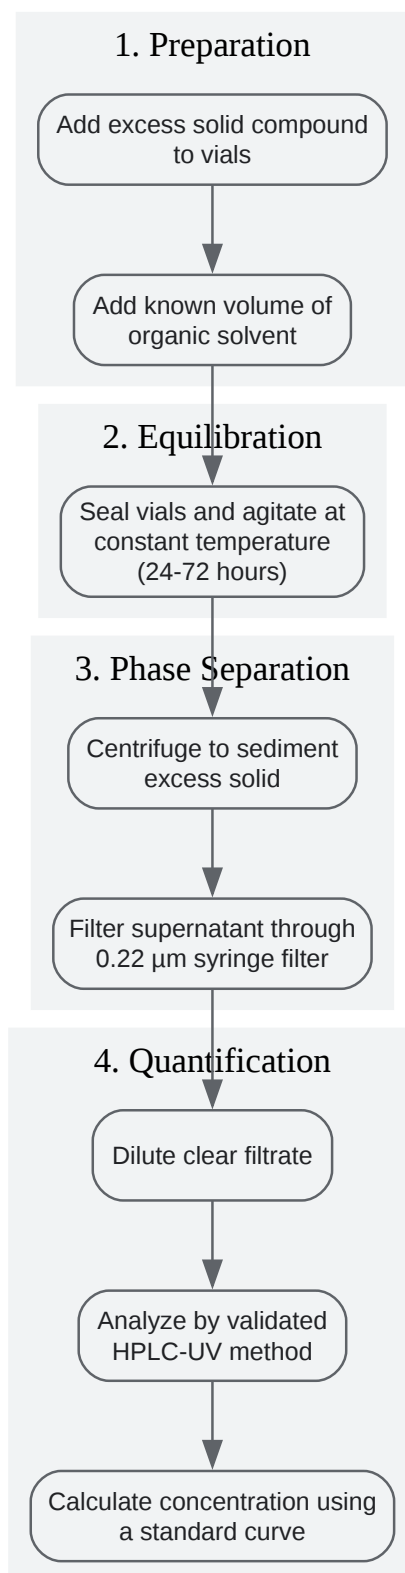 1. Preparation
Add excess solid compound
to vials
Add known volume of
organic solvent
2. Equilibration
Seal vials and agitate at
constant temperature
(24-72 hours)
3. Phase Separation
Centrifuge to sediment
excess solid
Filter supernatant through
0.22 µm syringe filter
4. Quantification
Dilute clear filtrate
Analyze by validated
HPLC-UV method
Calculate concentration using
a standard curve